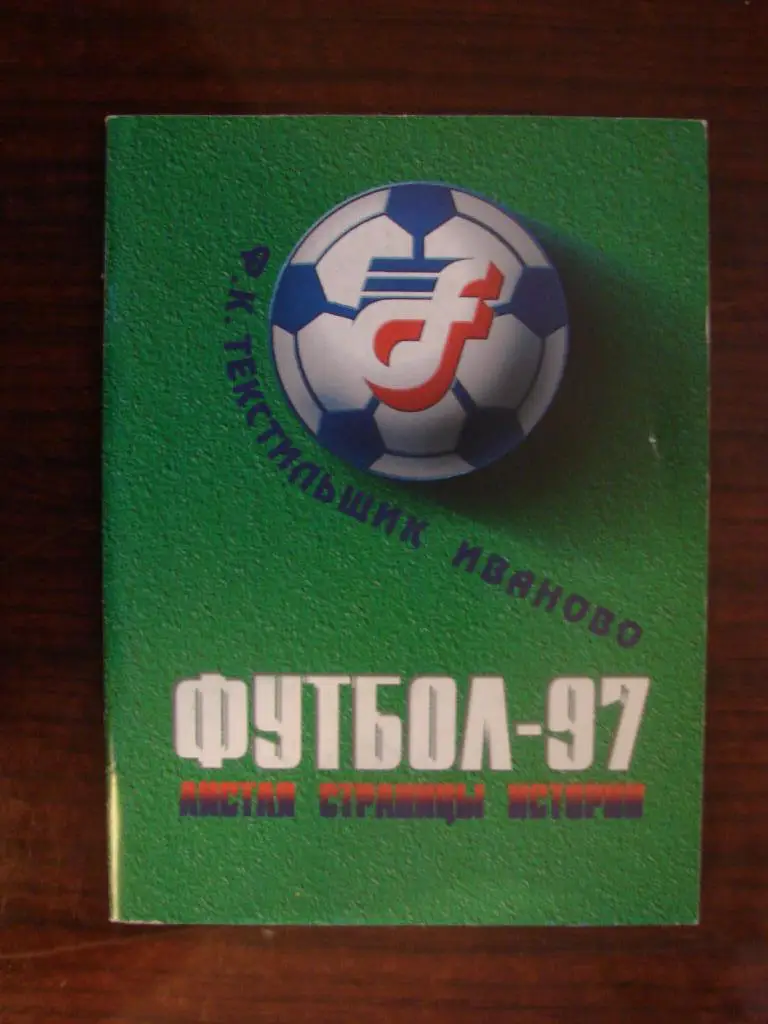 Ф.К. ТЕКСТИЛЬЩИК ИВАНОВО
ФУТБОЛ-97
ЛИСТАЯ СТРАНИЦЫ ИСТОРИИ